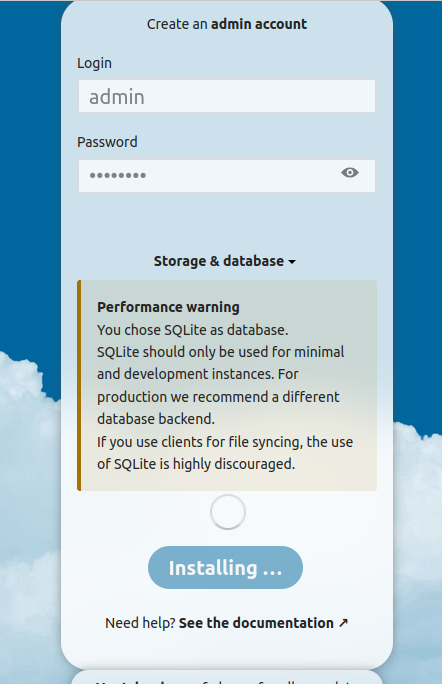 Create an admin account
Login
admin
Password
••••••••
Storage & database
Performance warning
You chose SQLite as database.
SQLite should only be used for minimal
and development instances. For
production we recommend a different
database backend.
If you use clients for file syncing, the use
of SQLite is highly discouraged.
Installing ...
Need help? See the documentation ↗